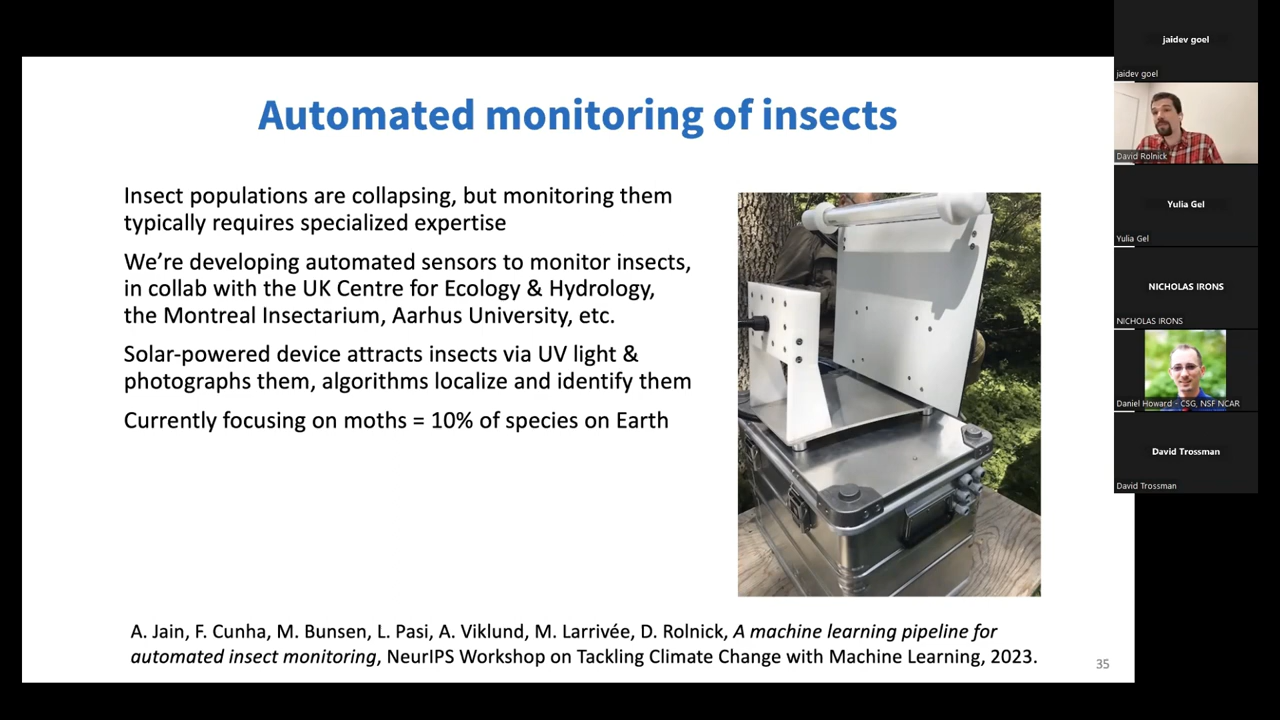 Automated monitoring of insects
Insect populations are collapsing, but monitoring them
typically requires specialized expertise
We're developing automated sensors to monitor insects,
in collab with the UK Centre for Ecology & Hydrology,
the Montreal Insectarium, Aarhus University, etc.
Solar-powered device attracts insects via UV light &
photographs them, algorithms localize and identify them
Currently focusing on moths = 10% of species on Earth
A. Jain, F. Cunha, M. Bunsen, L. Pasi, A. Viklund, M. Larrivée, D. Rolnick, A machine learning pipeline for
automated insect monitoring, NeurIPS Workshop on Tackling Climate Change with Machine Learning, 2023.
35
jaidev goel
jaidev goel
David Rolnick
Yulia Gel
Yulia Gel
NICHOLAS IRONS
NICHOLAS IRONS
Daniel Howard - CSG, NSF NCAR
David Trossman
David Trossman